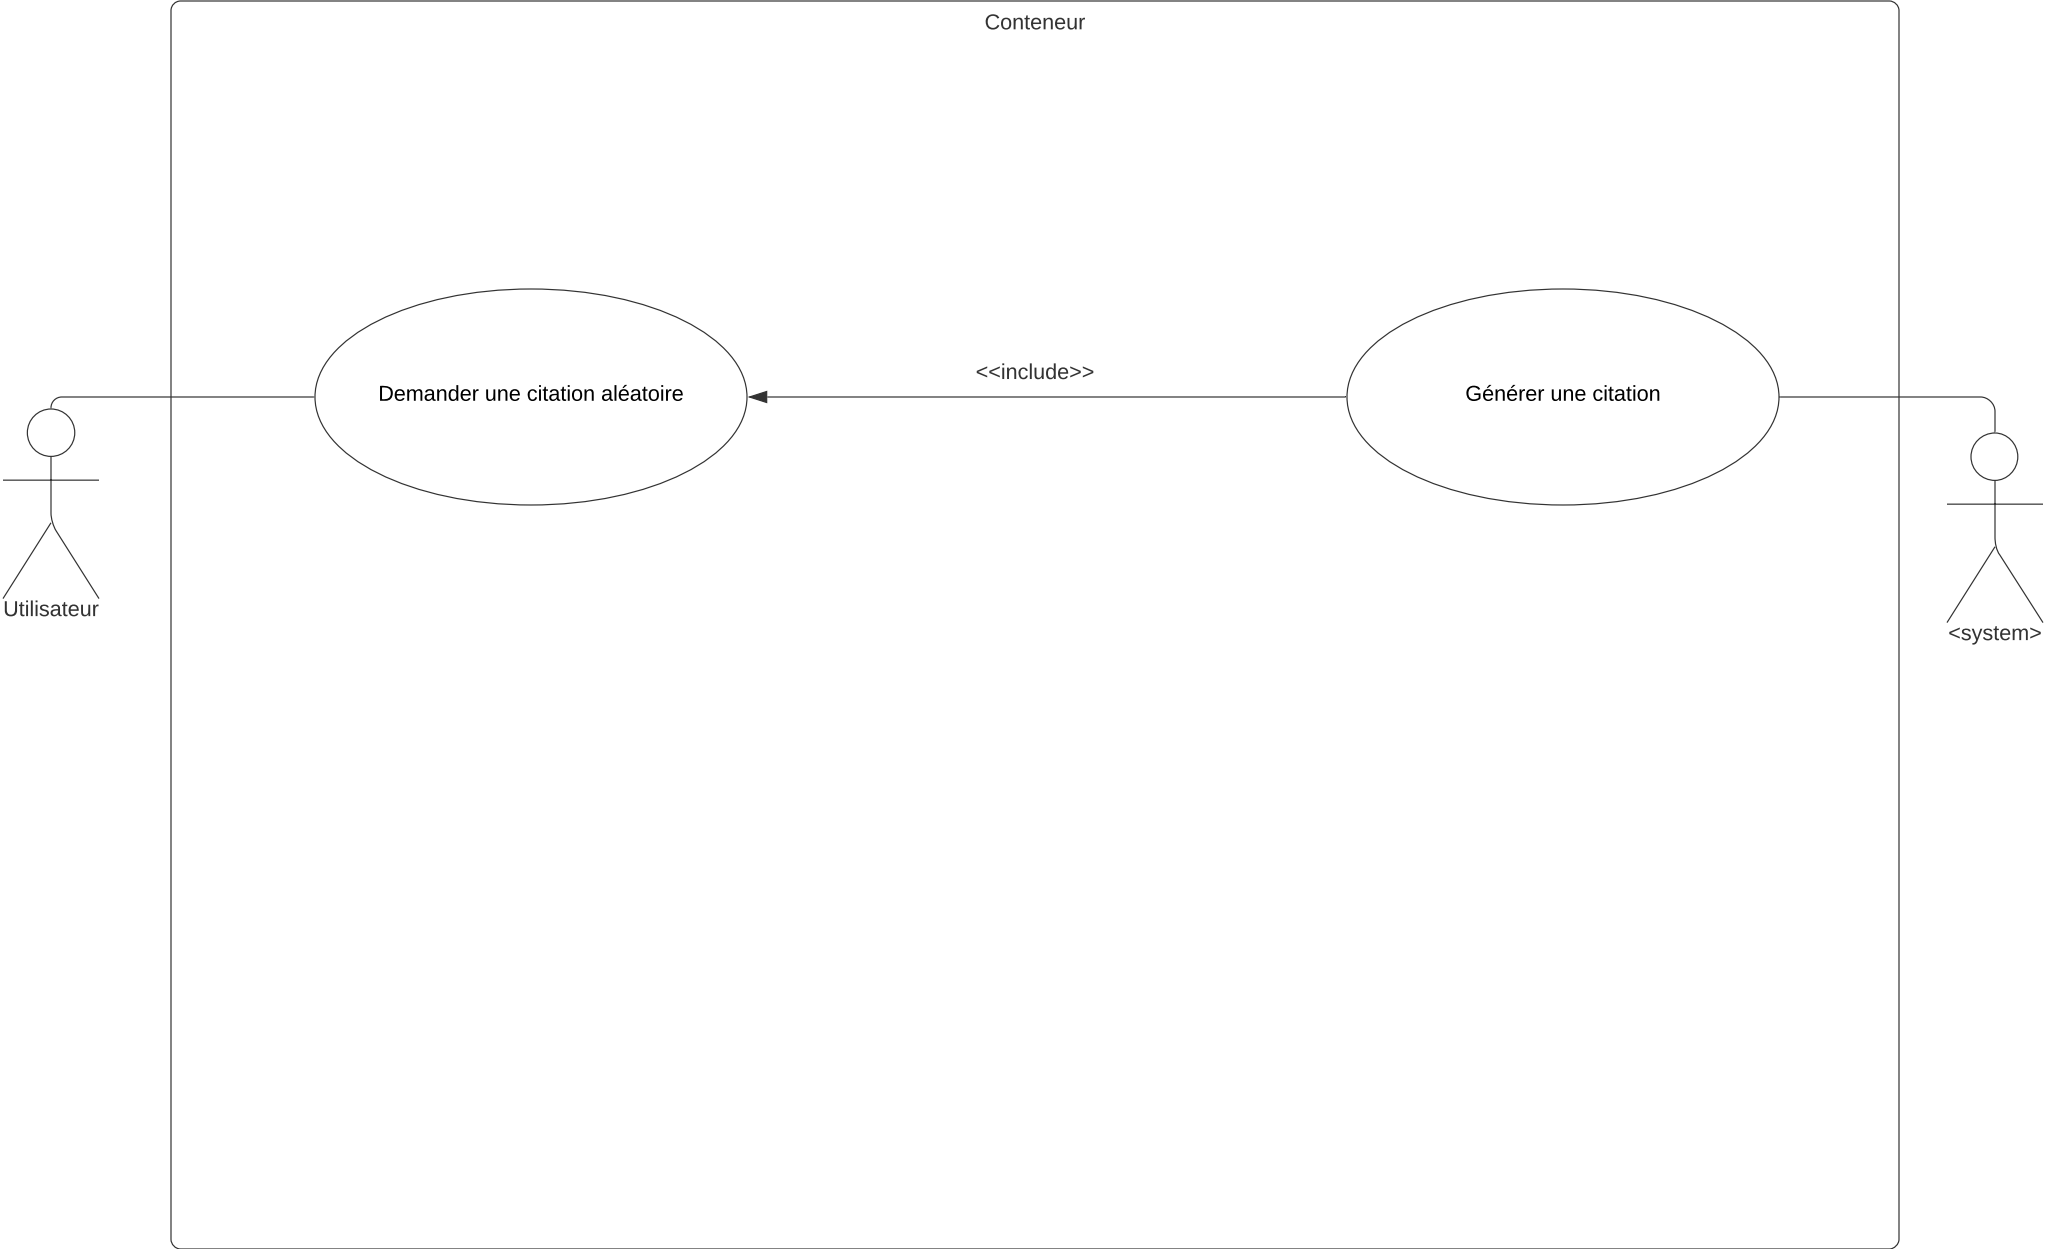 Conteneur
<<include>>
Demander une citation aléatoire
Générer une citation
Utilisateur
<system>